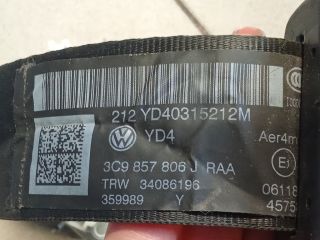 212 YD40315212M
YD4 Aer4m
3C9 857 806 J RAA
TRW 34086196 06118
359989 Y 4575